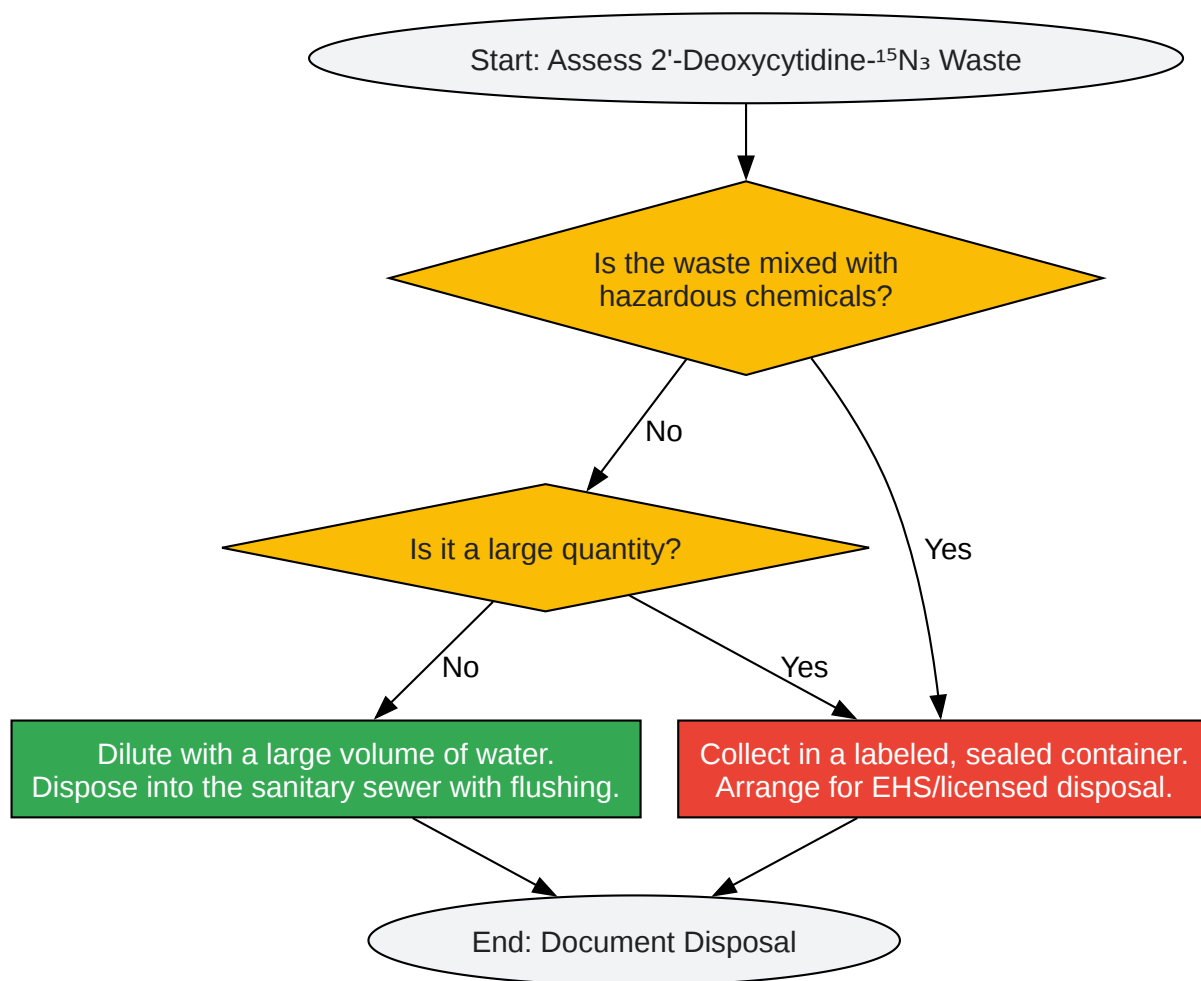 Start: Assess 2'-Deoxycytidine-¹⁵N₃ Waste
Is the waste mixed with
hazardous chemicals?
No
Is it a large quantity?
Yes
No
Yes
Dilute with a large volume of water.
Dispose into the sanitary sewer with flushing.
Collect in a labeled, sealed container.
Arrange for EHS/licensed disposal.
End: Document Disposal